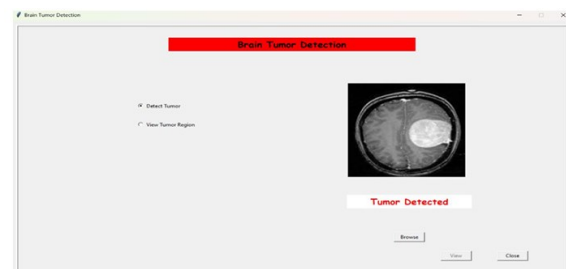 Brain Tumor Detection
Brain Tumor Detection
Detect Tumor
View Tumor Region
Tumor Detected
Browse
View
Close